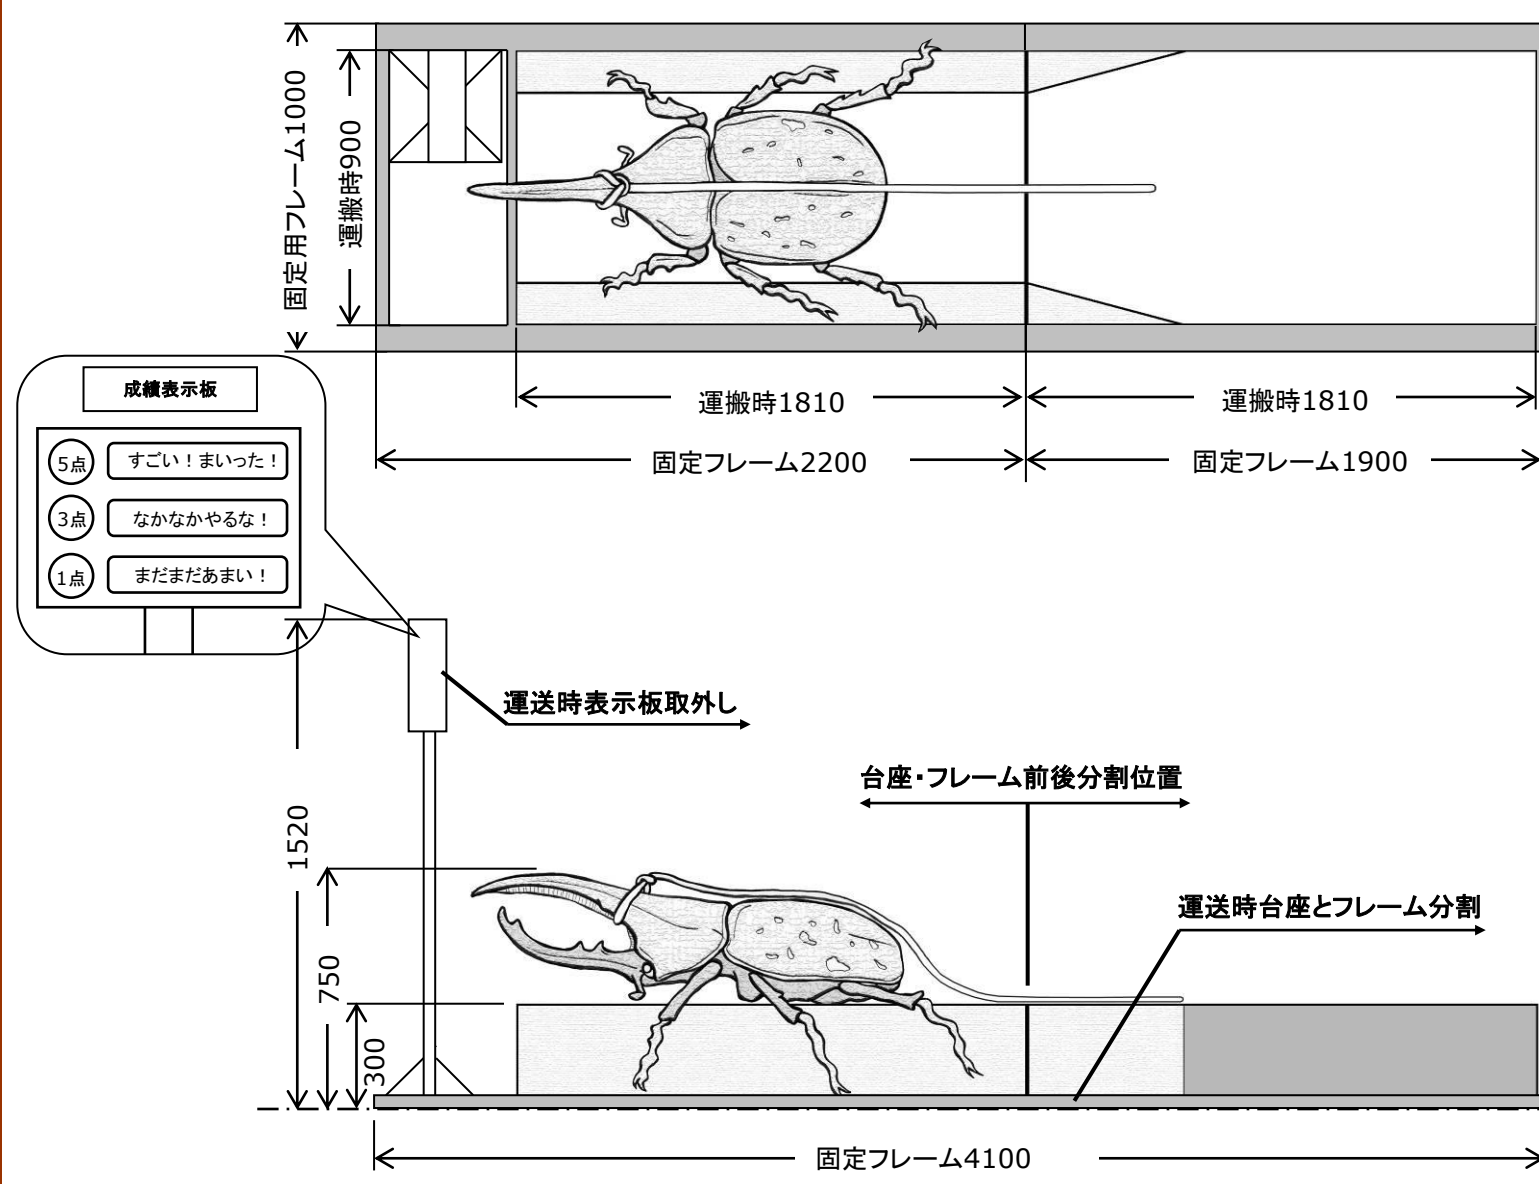 固定用フレーム1000
運搬時900
運搬時1810
運搬時1810
固定フレーム2200
固定フレーム1900
成績表示板
5点
すごい！まいった！
3点
なかなかやるな！
1点
まだまだあまい！
運送時表示板取外し
台座・フレーム前後分割位置
運送時台座とフレーム分割
1520
750
300
固定フレーム4100